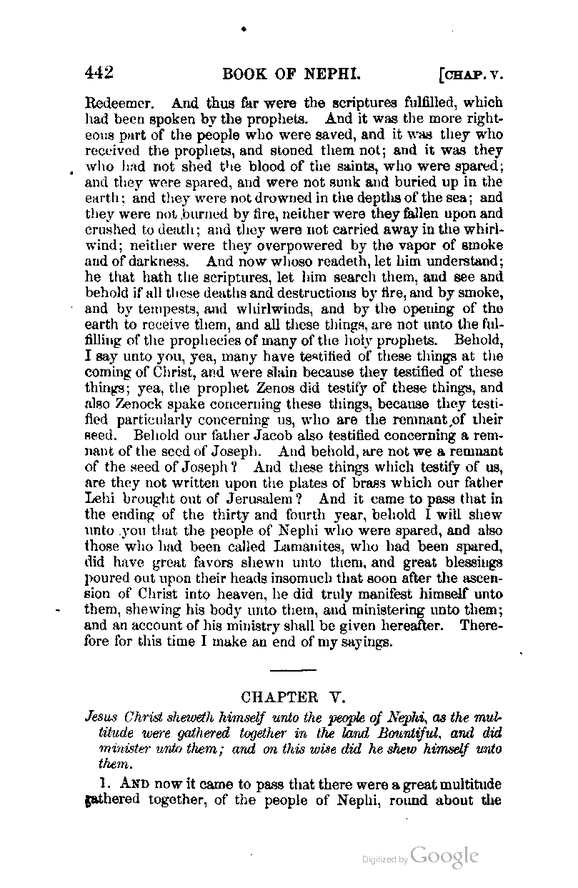 442 BOOK OF NEPHI. [CHAP. V.
Redeemer. And thus far were the scriptures fulfilled, which
had been spoken by the prophets. And it was the more right-
eous part of the people who were saved, and it was they who
received the prophets, and stoned them not; and it was they
who had not shed the blood of the saints, who were spared;
and they were spared, and were not sunk and buried up in the
earth; and they were not drowned in the depths of the sea; and
they were not burned by fire, neither were they fallen upon and
crushed to death; and they were not carried away in the whirl-
wind; neither were they overpowered by the vapor of smoke
and of darkness. And now whoso readeth, let him understand;
he that hath the scriptures, let him search them, and see and
behold if all these deaths and destructions by fire, and by smoke,
and by tempests, and whirlwinds, and by the opening of the
earth to receive them, and all these things, are not unto the ful-
filling of the prophecies of many of the holy prophets. Behold,
I say unto you, yea, many have testified of these things at the
coming of Christ, and were slain because they testified of these
things; yea, the prophet Zenos did testify of these things, and
also Zenock spake concerning these things, because they testi-
fied particularly concerning us, who are the remnant of their
seed. Behold our father Jacob also testified concerning a rem-
nant of the seed of Joseph. And behold, are not we a remnant
of the seed of Joseph? And these things which testify of us,
are they not written upon the plates of brass which our father
Lehi brought out of Jerusalem? And it came to pass that in
the ending of the thirty and fourth year, behold I will shew
unto you that the people of Nephi who were spared, and also
those who had been called Lamanites, who had been spared,
did have great favors shewn unto them, and great blessings
poured out upon their heads insomuch that soon after the ascen-
sion of Christ into heaven, he did truly manifest himself unto
them, shewing his body unto them, and ministering unto them;
and an account of his ministry shall be given hereafter. There-
fore for this time I make an end of my sayings.
CHAPTER V.
Jesus Christ sheweth himself unto the people of Nephi, as the mul-
titude were gathered together in the land Bountiful, and did
minister unto them; and on this wise did he shew himself unto
them.
1. AND now it came to pass that there were a great multitude
gathered together, of the people of Nephi, round about the
Digitized by Google